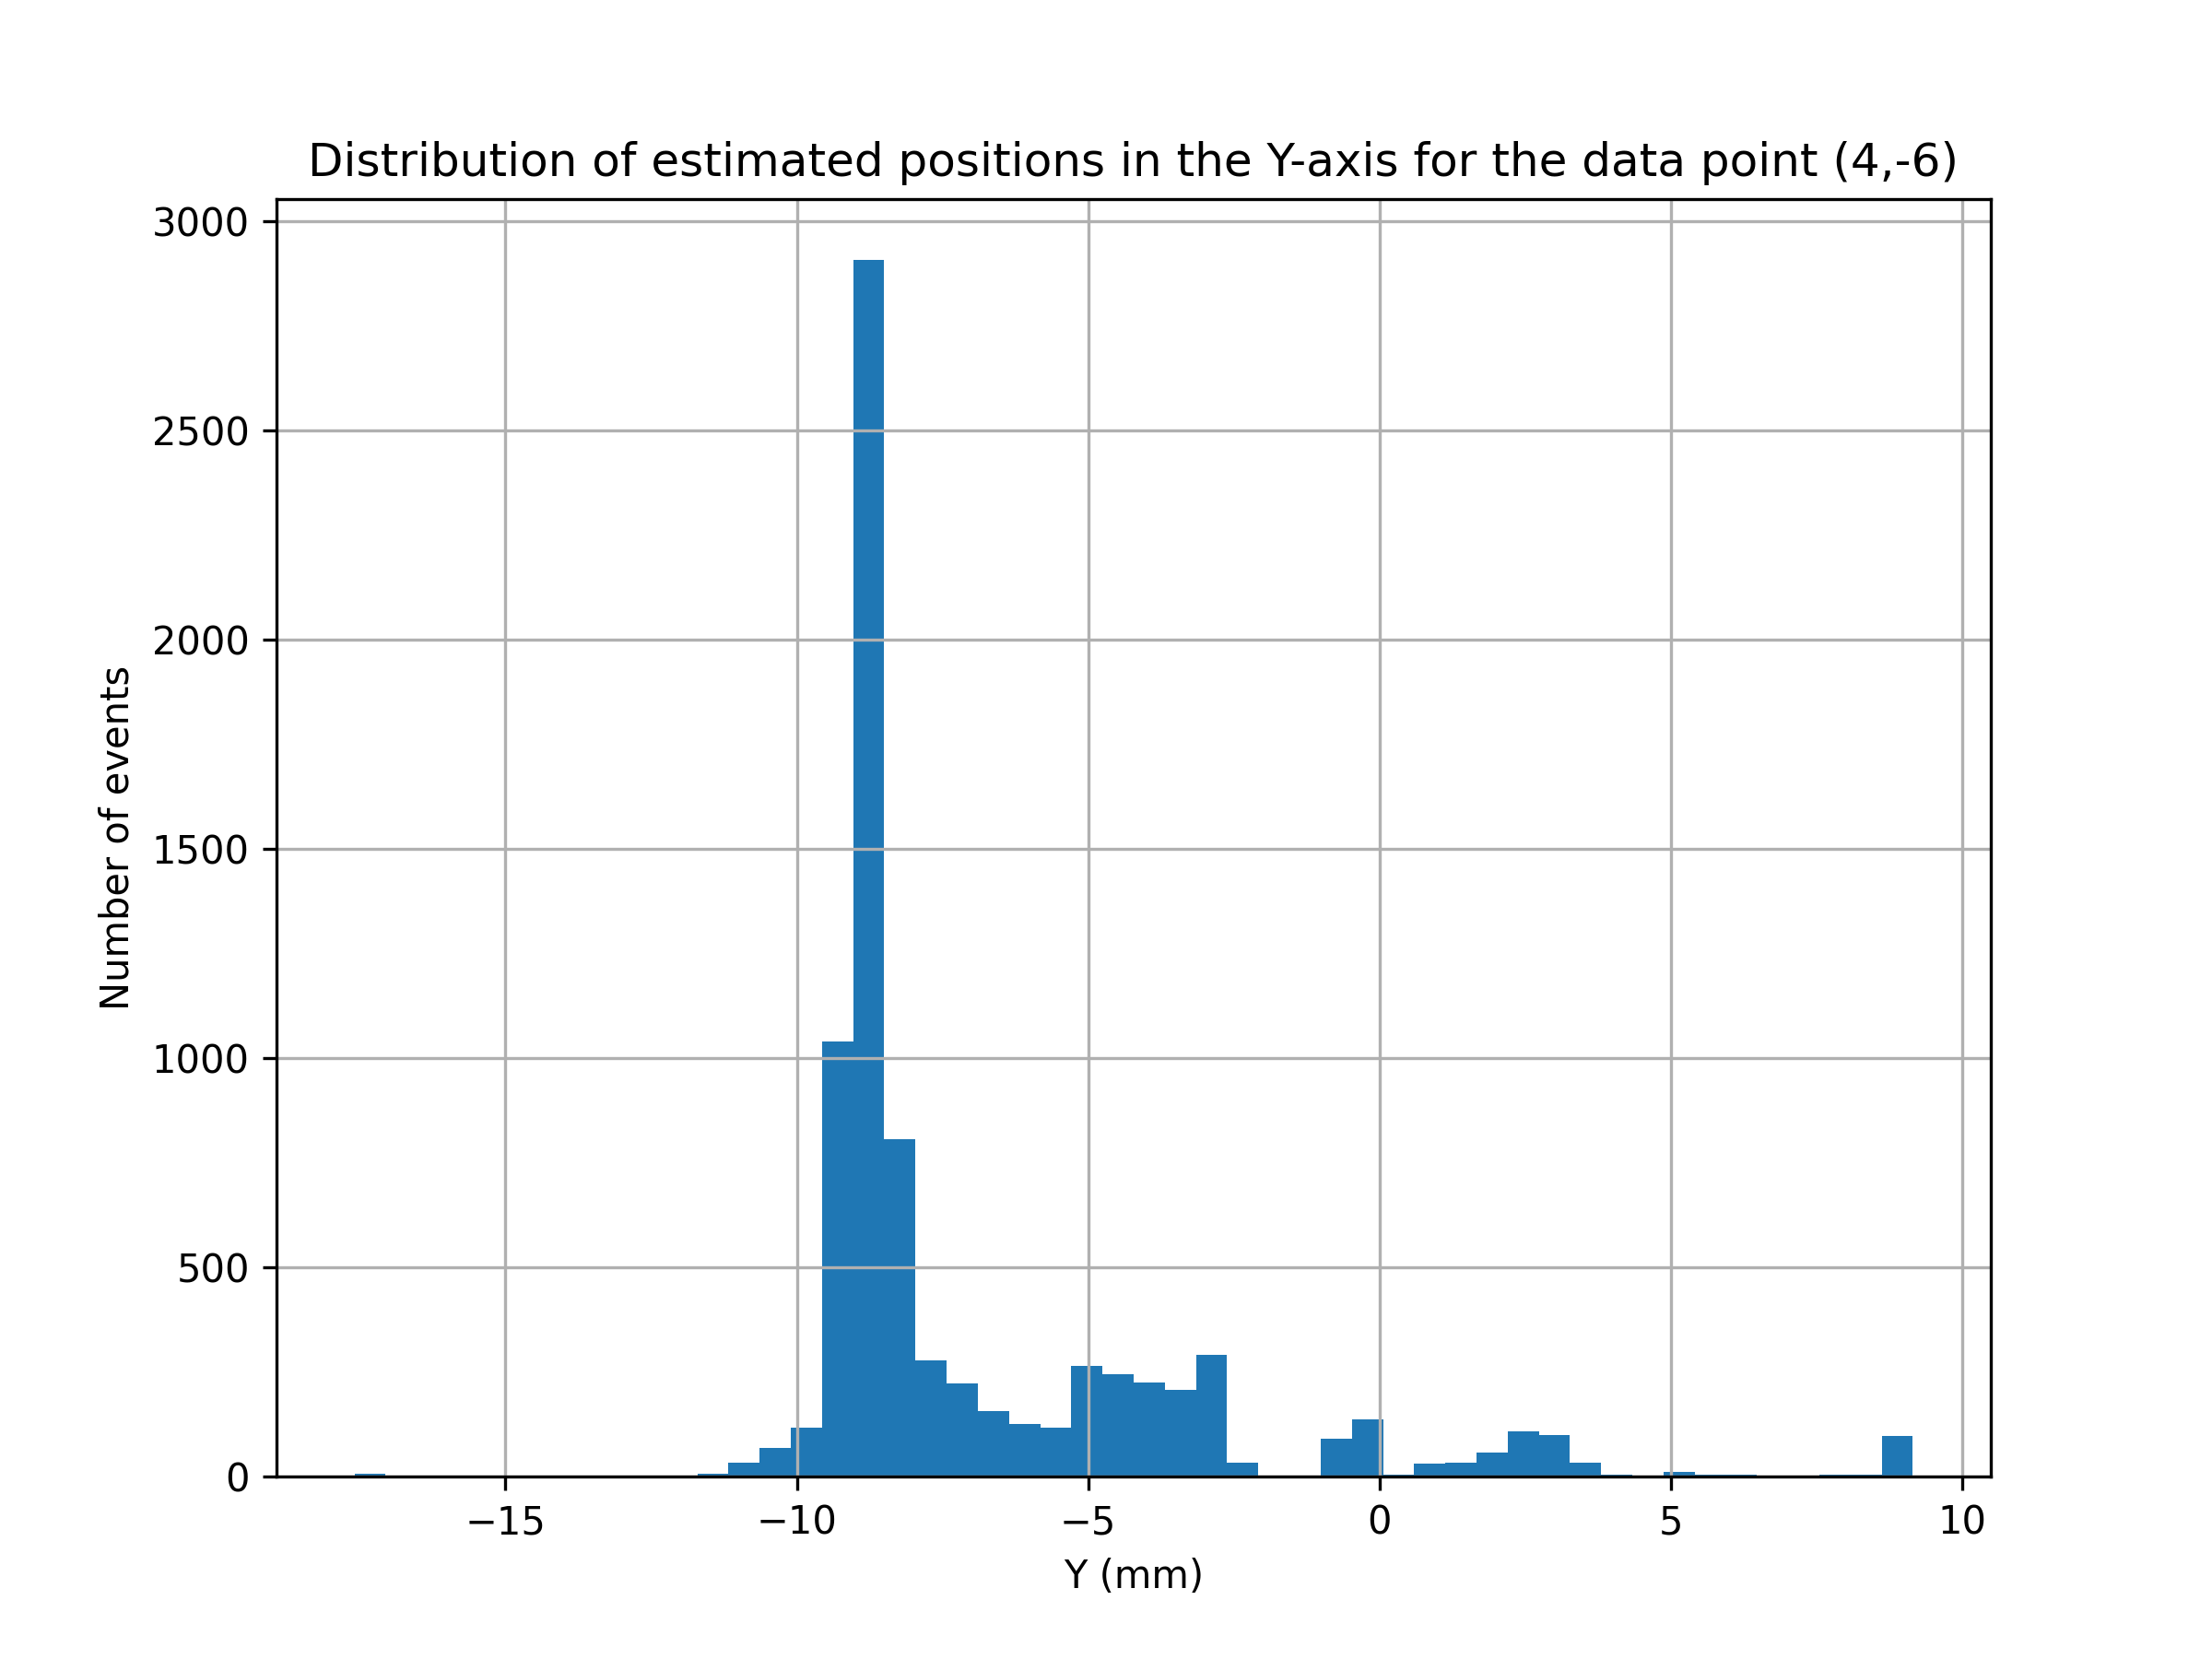 Distribution of estimated positions in the Y-axis for the data point (4,-6)
3000
2500
2000
1500
1000
500
0
Number of events
−15 −10 −5 0 5 10
Y (mm)